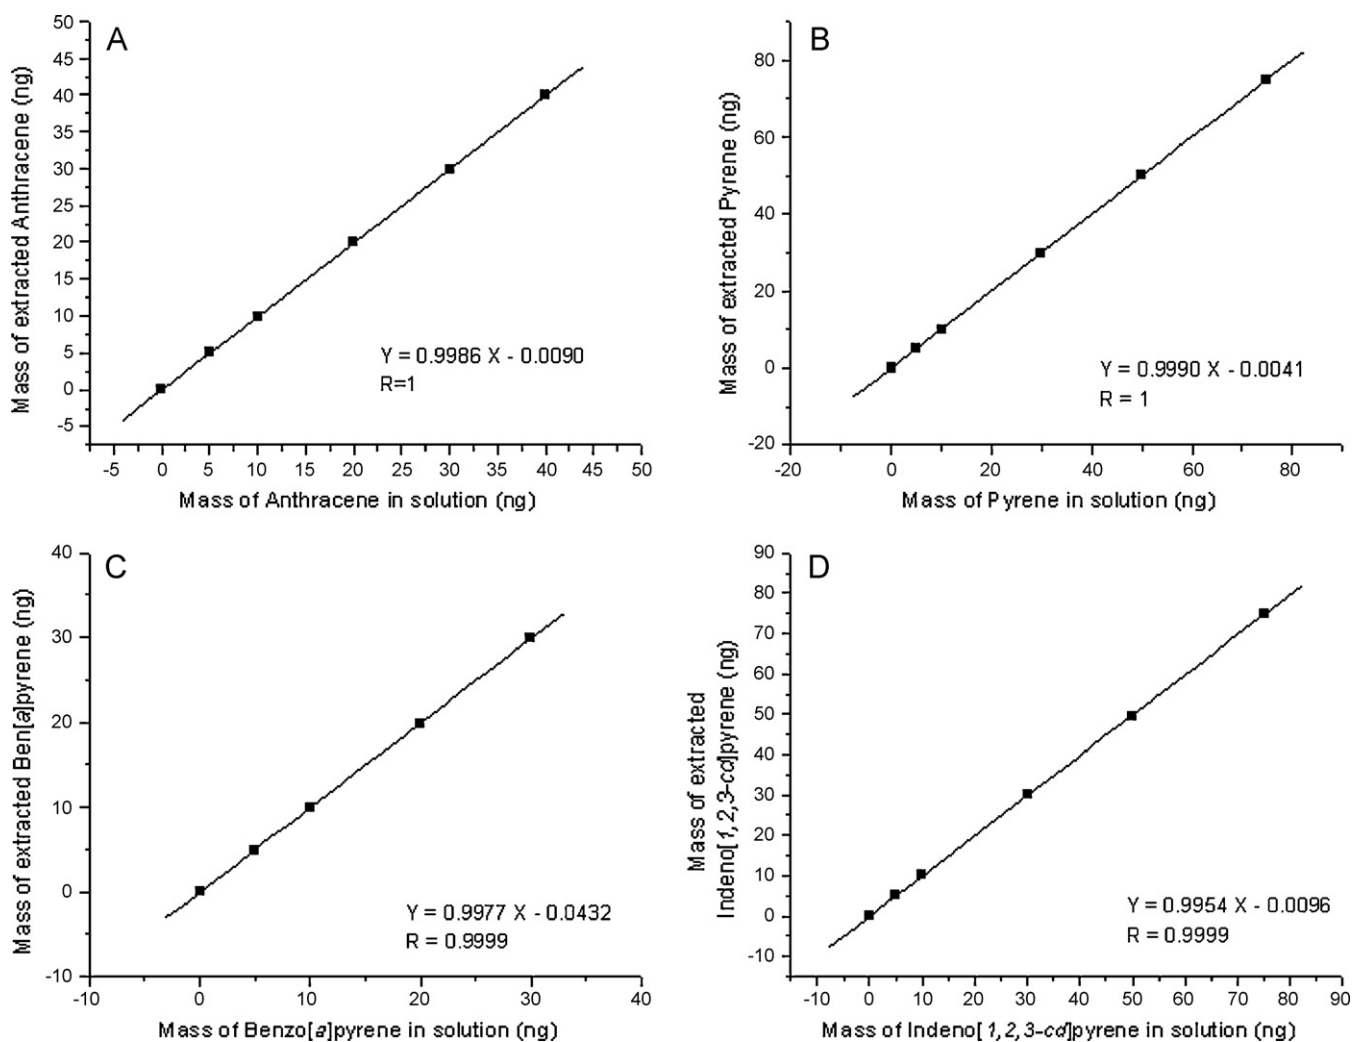 A
50
45
40
35
30
25
20
15
10
5
0
-5
Mass of extracted Anthracene (ng)
Y = 0.9986 X - 0.0090
R=1
-5 0 5 10 15 20 25 30 35 40 45 50
Mass of Anthracene in solution (ng)
B
80
60
40
20
0
-20
Mass of extracted Pyrene (ng)
Y = 0.9990 X - 0.0041
R = 1
-20 0 20 40 60 80
Mass of Pyrene in solution (ng)
C
40
30
20
10
0
-10
Mass of extracted Ben[a]pyrene (ng)
Y = 0.9977 X - 0.0432
R = 0.9999
-10 0 10 20 30 40
Mass of Benzo[a]pyrene in solution (ng)
D
90
80
70
60
50
40
30
20
10
0
-10
Mass of extracted
Indeno[1,2,3-cd]pyrene (ng)
Y = 0.9954 X - 0.0096
R = 0.9999
-10 0 10 20 30 40 50 60 70 80 90
Mass of Indeno[1,2,3-cd]pyrene in solution (ng)